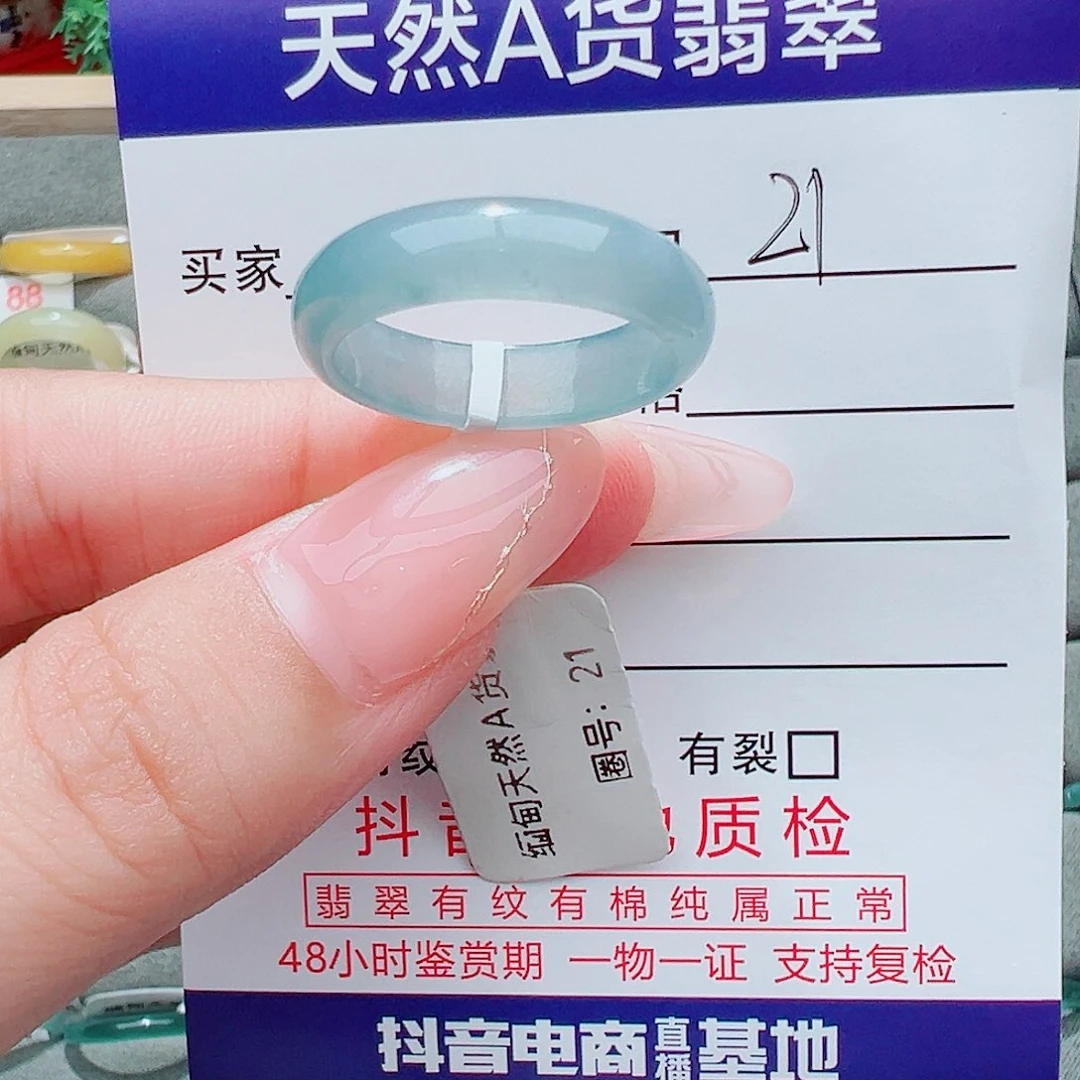 天然A货翡翠
买家 21
88
缅甸天然A货
圈号：21
有裂
抖音 质检
翡翠有纹有棉纯属正常
48小时鉴赏期 一物一证 支持复检
抖音电商直播基地